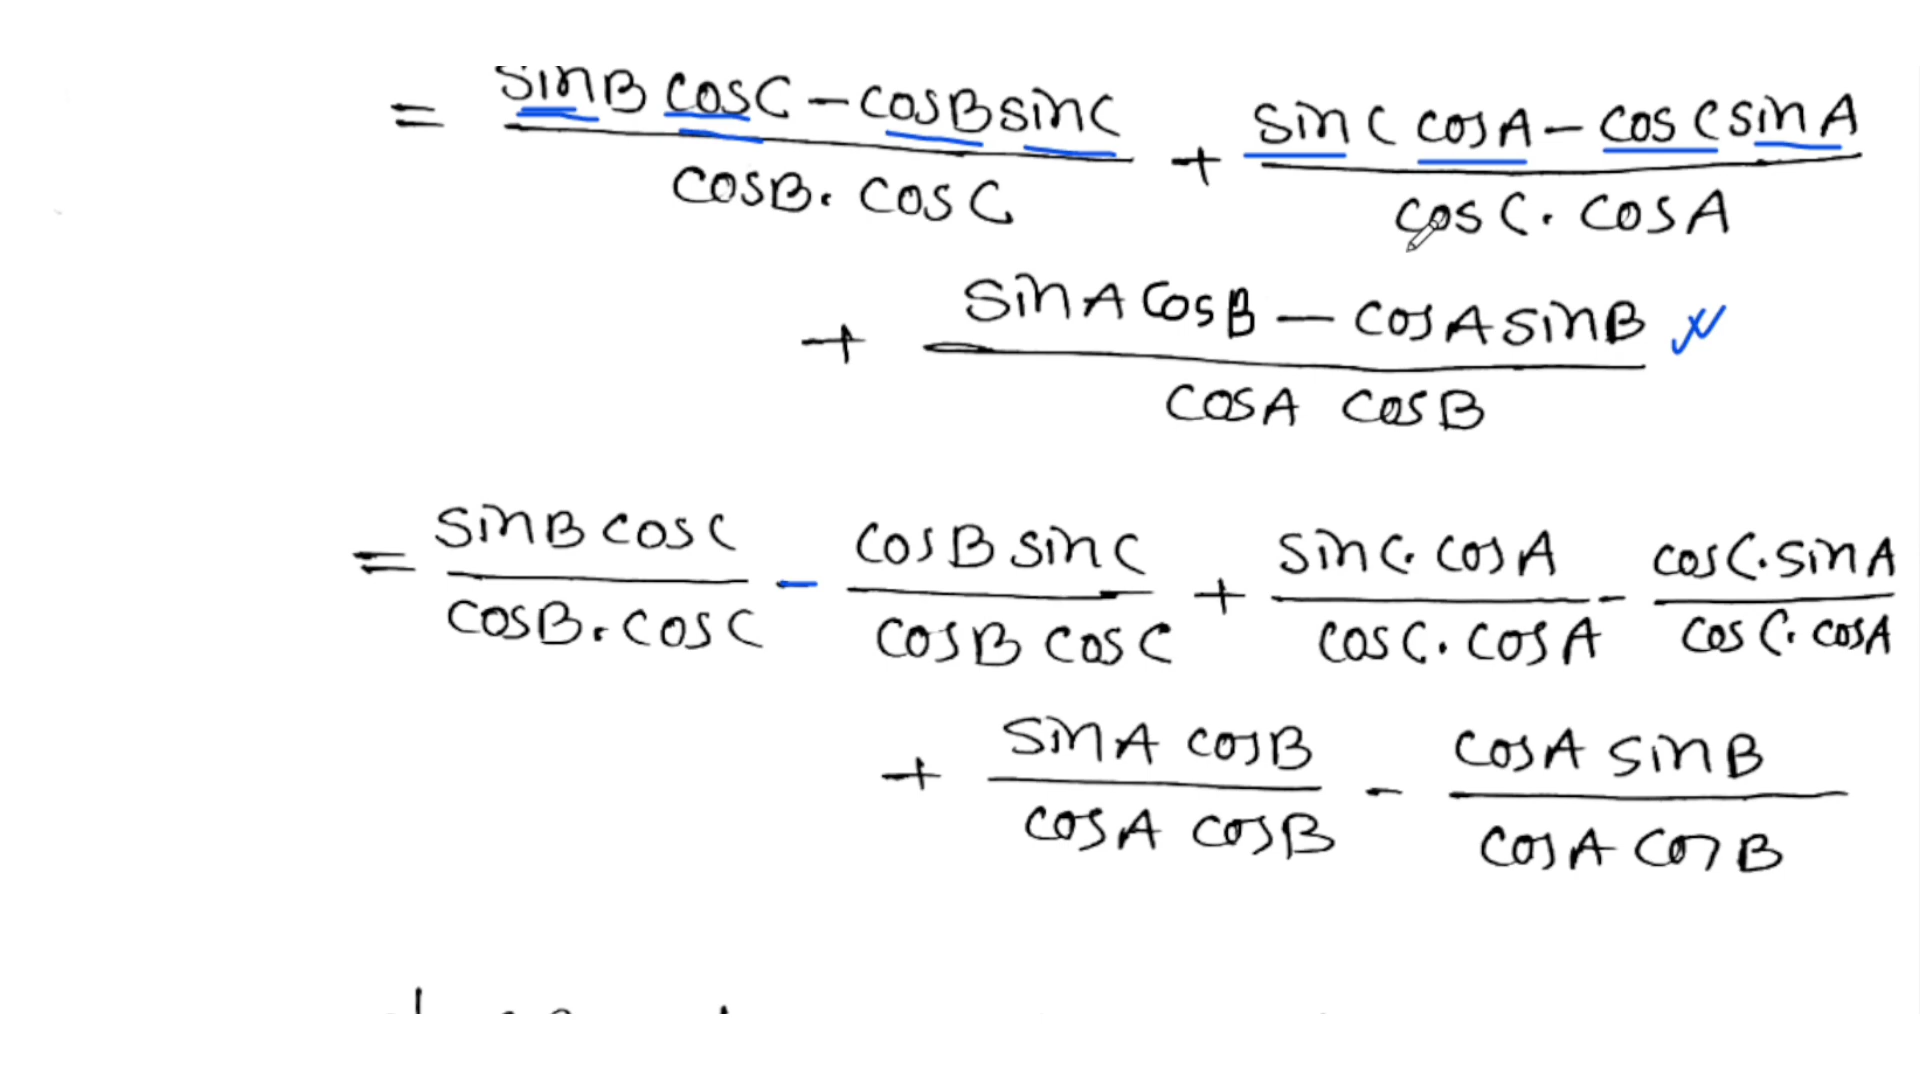 = sinB cosC - cosB sinC / cosB. cosC + sinC cosA - cosC sinA / cosC. cosA
+ sinA cosB - cosA sinB / cosA cosB
= sinB cosC / cosB. cosC - cosB sinC / cosB cosC + sinC. cosA / cosC. cosA - cosC. sinA / cosC. cosA
+ sinA cosB / cosA cosB - cosA sinB / cosA cosB